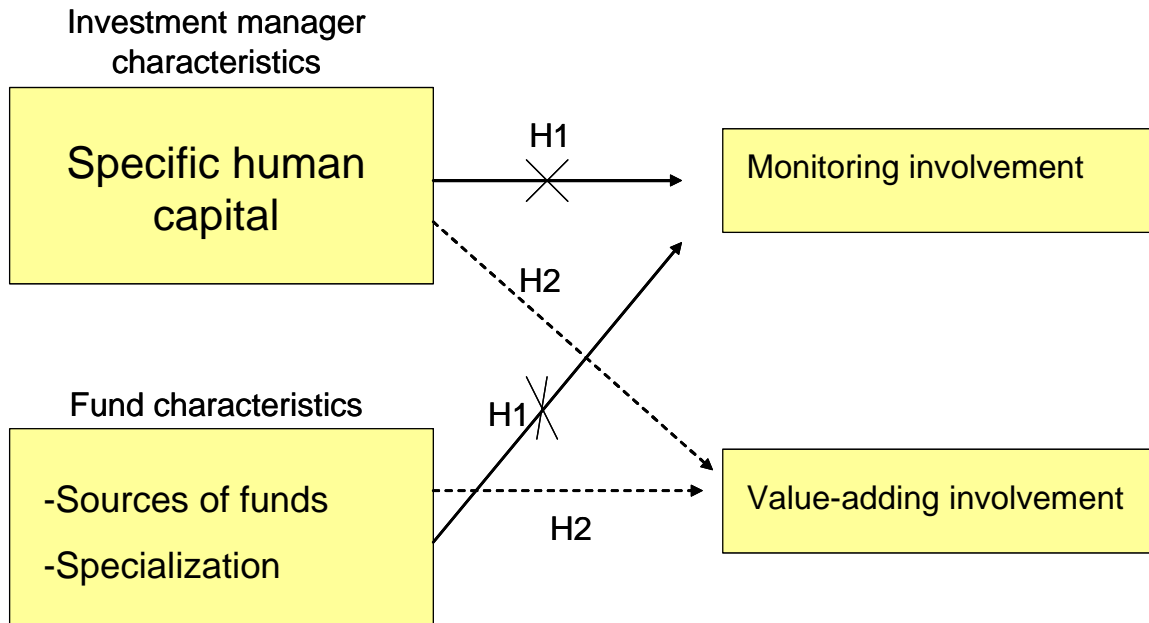 Investment manager
characteristics
Specific human
capital
H1
Monitoring involvement
H2
Fund characteristics
H1
-Sources of funds
-Specialization
Value-adding involvement
H2